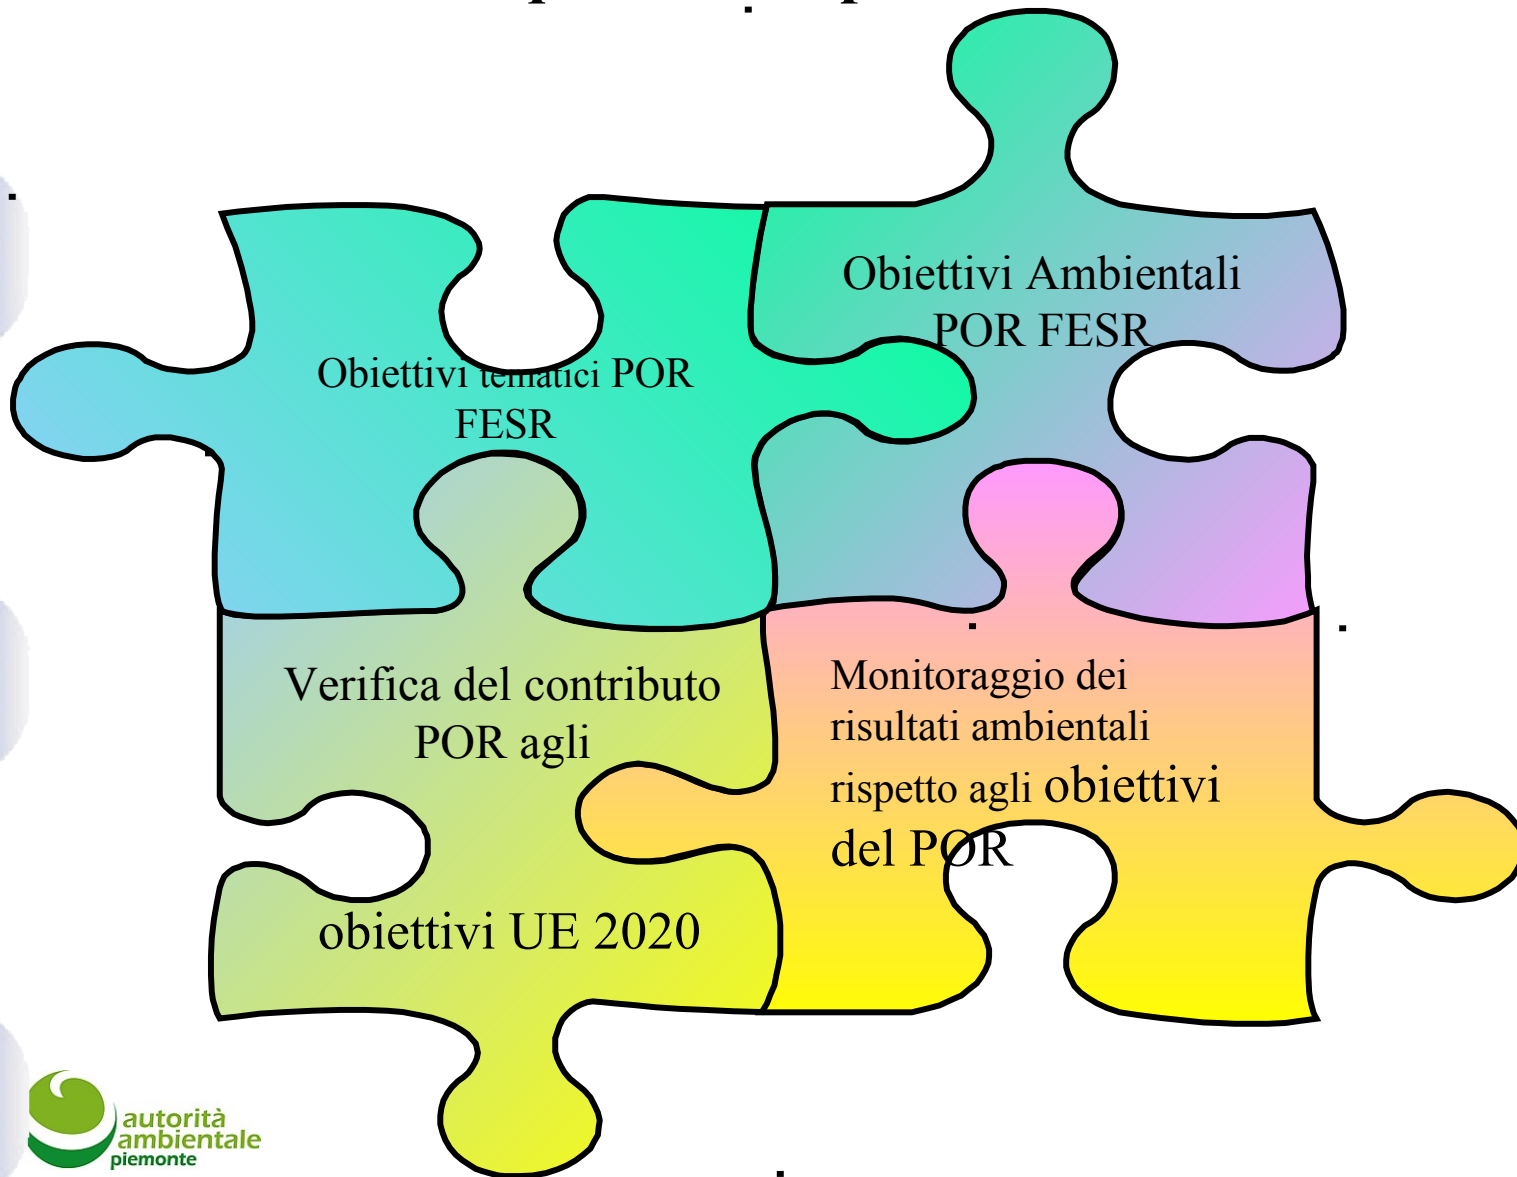 Obiettivi Ambientali
POR FESR
Obiettivi tematici POR
FESR
Verifica del contributo
POR agli
obiettivi UE 2020
Monitoraggio dei
risultati ambientali
rispetto agli obiettivi
del POR
autorità
ambientale
piemonte